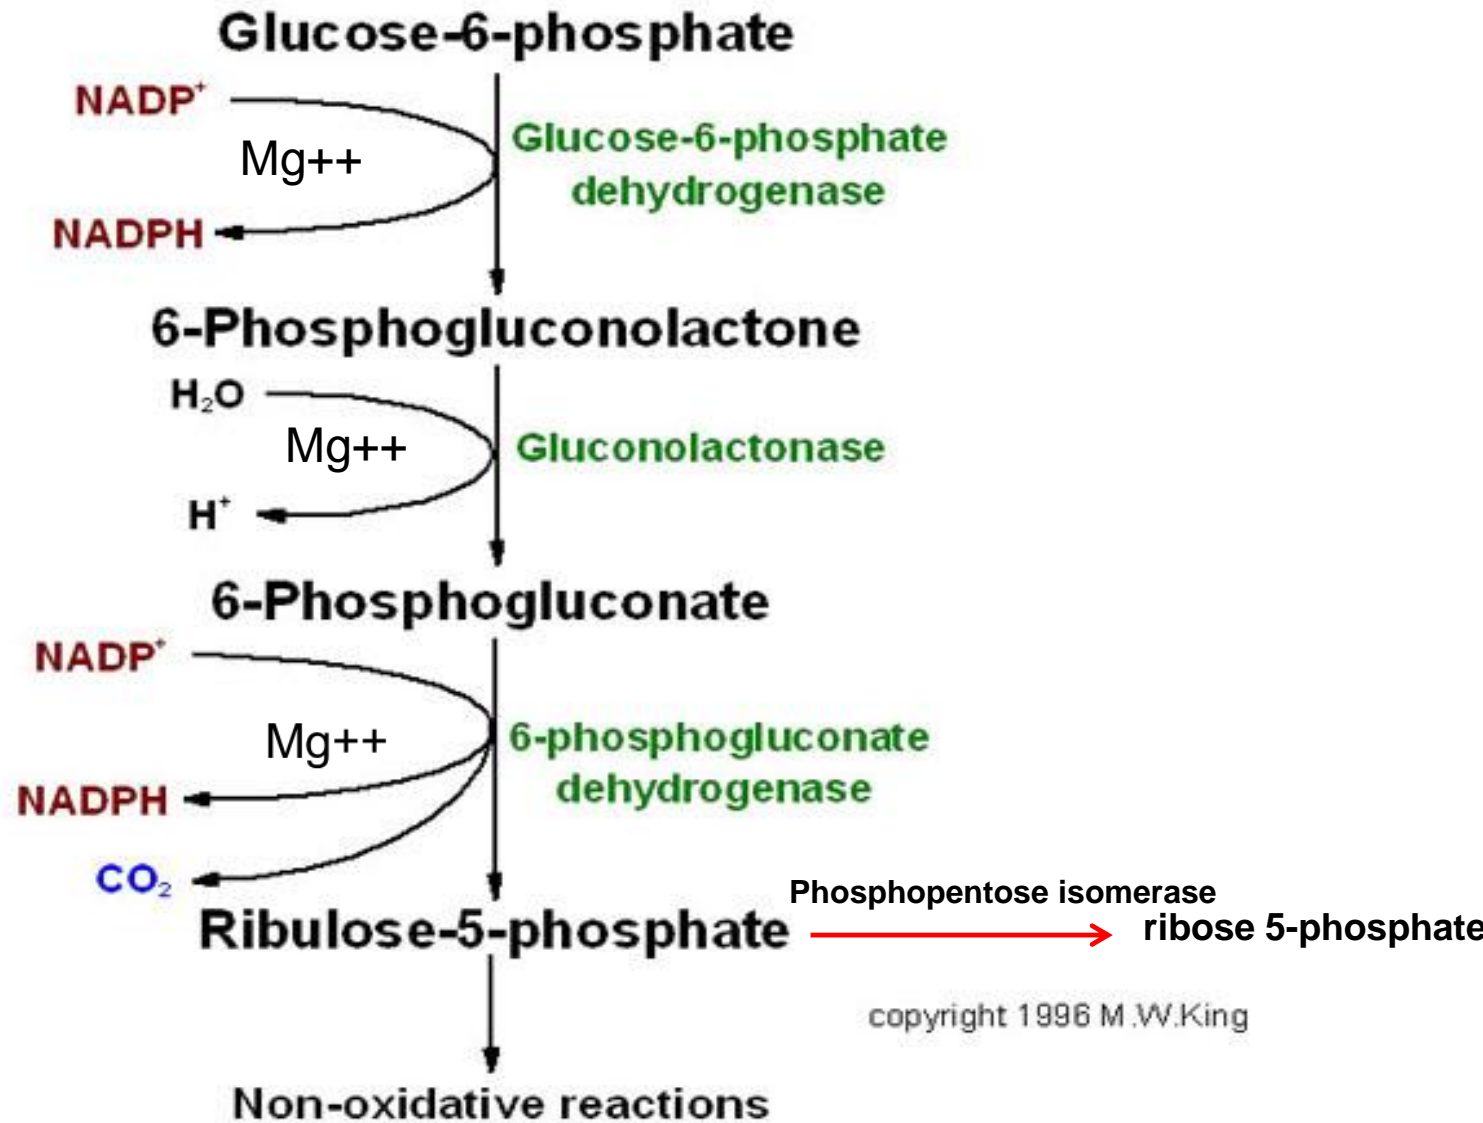 Glucose-6-phosphate
NADP⁺
Mg++
Glucose-6-phosphate
dehydrogenase
NADPH
6-Phosphogluconolactone
H₂O
Mg++
Gluconolactonase
H⁺
6-Phosphogluconate
NADP⁺
Mg++
6-phosphogluconate
dehydrogenase
NADPH
CO₂
Phosphopentose isomerase
Ribulose-5-phosphate
ribose 5-phosphate
copyright 1996 M.W.King
Non-oxidative reactions